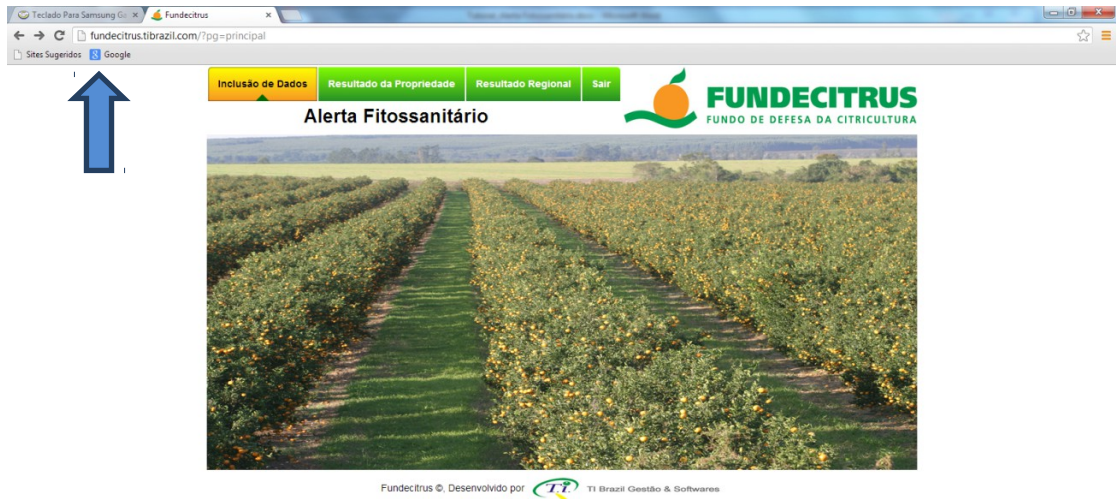 Teclado Para Samsung Ga
Fundecitrus
fundecitrus.tibrazil.com/?pg=principal
Sites Sugeridos
Google
Inclusão de Dados
Resultado da Propriedade
Resultado Regional
Sair
Alerta Fitossanitário
FUNDECITRUS
FUNDO DE DEFESA DA CITRICULTURA
Fundecitrus ©, Desenvolvido por
TI.
TI Brazil Gestão & Softwares